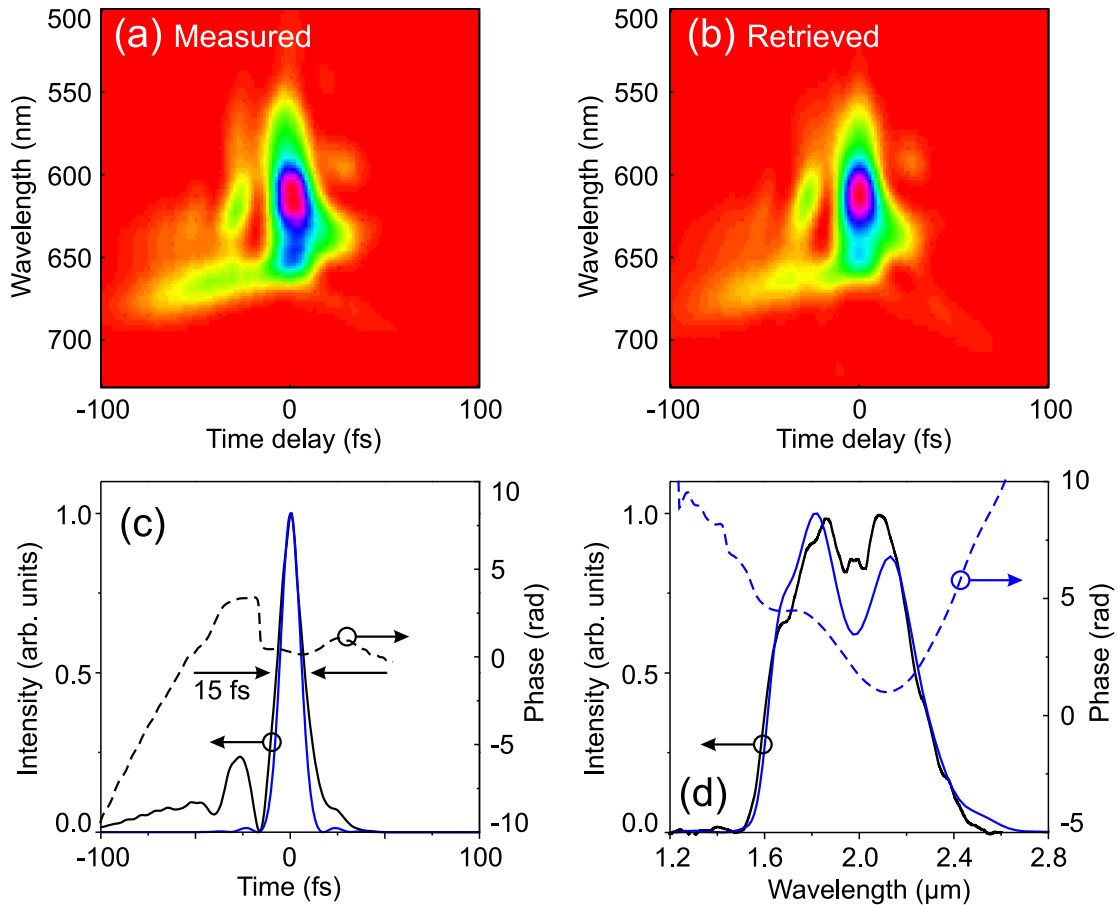 (a) Measured
500
550
600
650
700
Wavelength (nm)
-100
0
100
Time delay (fs)
(b) Retrieved
500
550
600
650
700
Wavelength (nm)
-100
0
100
Time delay (fs)
(c)
1.0
0.5
0.0
Intensity (arb. units)
15 fs
10
5
0
-5
-10
Phase (rad)
-100
0
100
Time (fs)
(d)
1.0
0.5
0.0
Intensity (arb. units)
10
5
0
-5
Phase (rad)
1.2
1.6
2.0
2.4
2.8
Wavelength (μm)